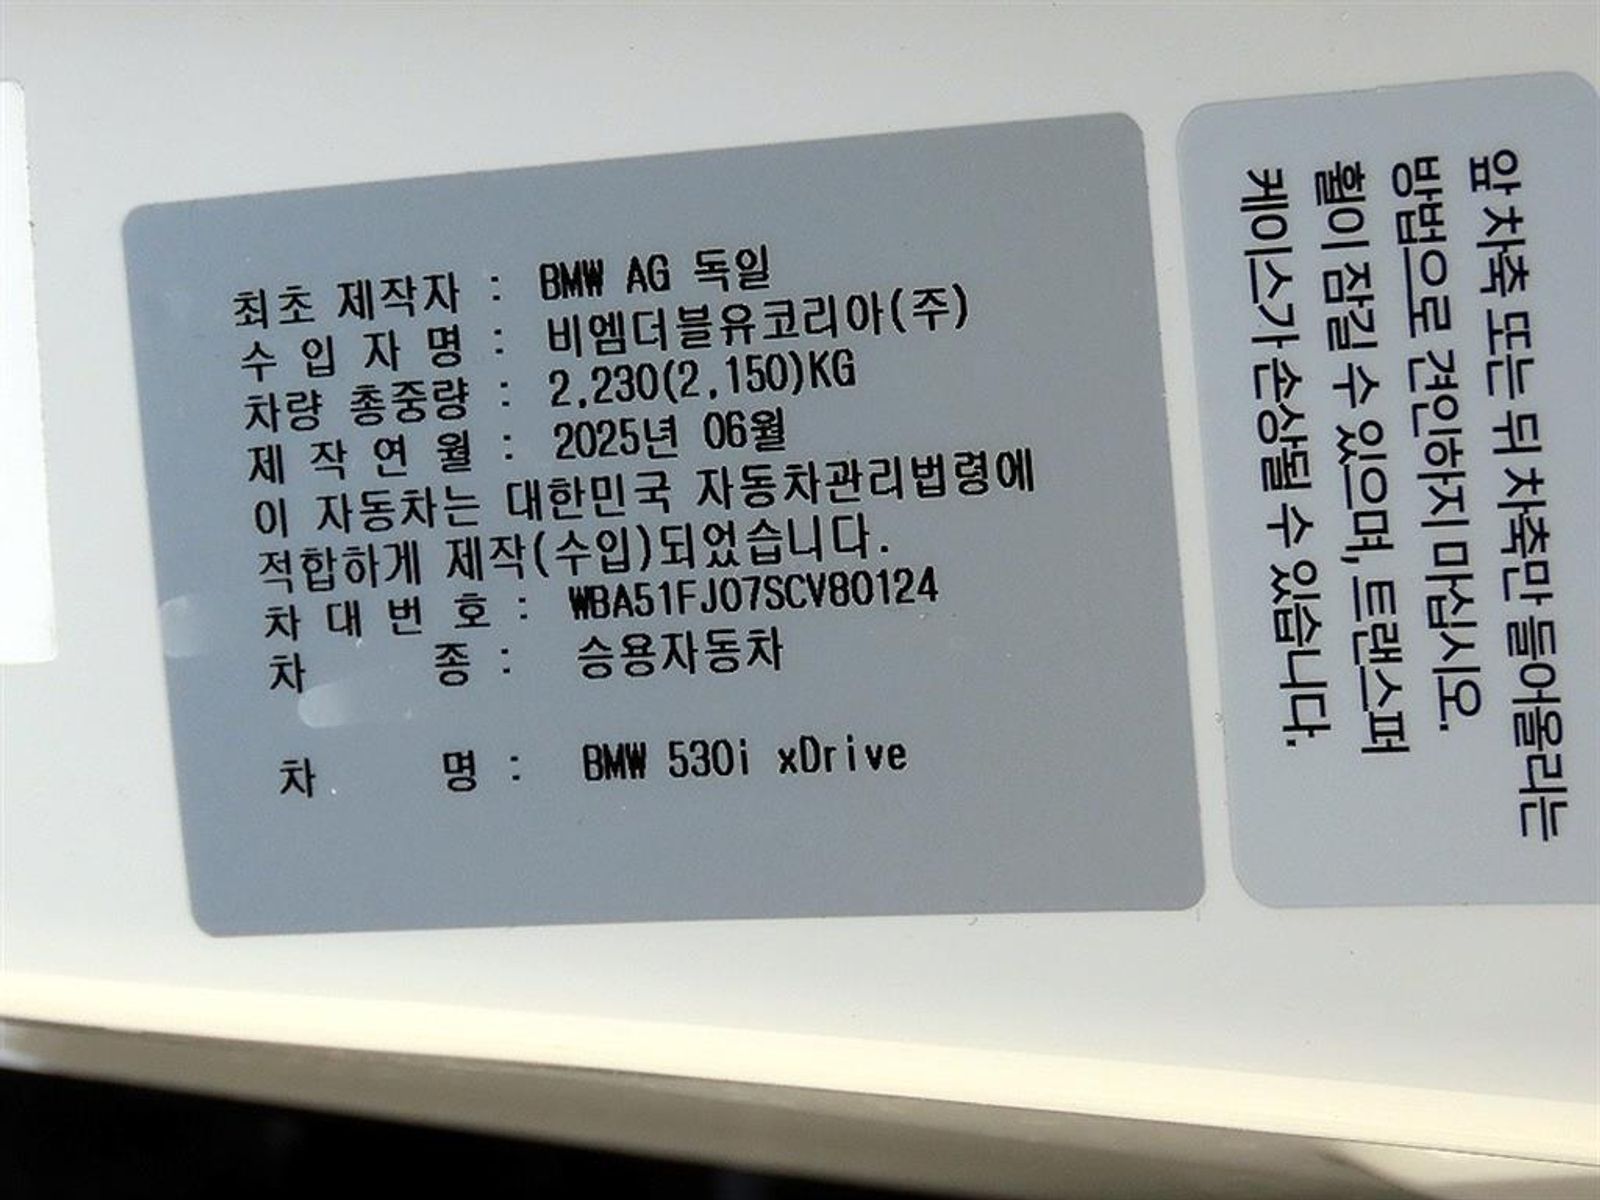 최초 제작자 : BMW AG 독일
수 입 자 명 : 비엠더블유코리아(주)
차량 총중량 : 2,230(2,150)KG
제 작 연 월 : 2025년 06월
이 자동차는 대한민국 자동차관리법령에
적합하게 제작(수입)되었습니다.
차 대 번 호 : WBA51FJ07SCV80124
차 종 : 승용자동차
차 명 : BMW 530i xDrive
앞 차축 또는 뒤 차축만 들어올리는
방법으로 견인하지 마십시오.
휠이 잠길 수 있으며, 트랜스퍼
케이스가 손상될 수 있습니다.